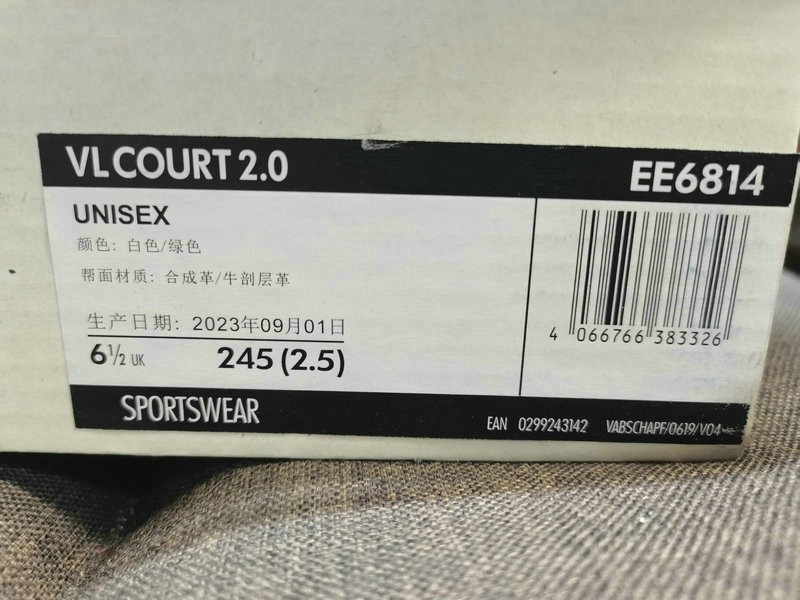 VL COURT 2.0
EE6814
UNISEX
颜色: 白色/绿色
帮面材质: 合成革/牛剖层革
生产日期: 2023年09月01日
6½ UK 245 (2.5)
4 066766 383326
SPORTSWEAR
EAN 0299243142 VABSCHAPF/0619/V04